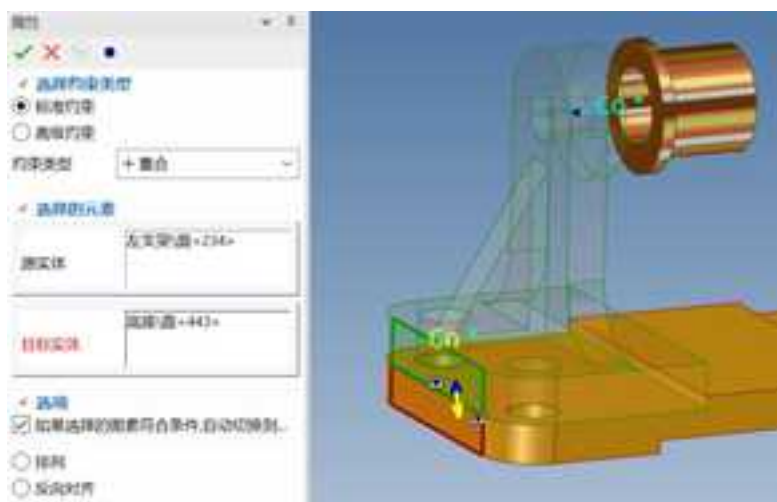 属性
选择约束类型
标准约束
高级约束
约束类型
重合
选择的元素
源实体
左支架\面<234>
目标实体
底座\面<443>
选项
如果选择的图素符合条件,自动切换到...
排列
反向对齐